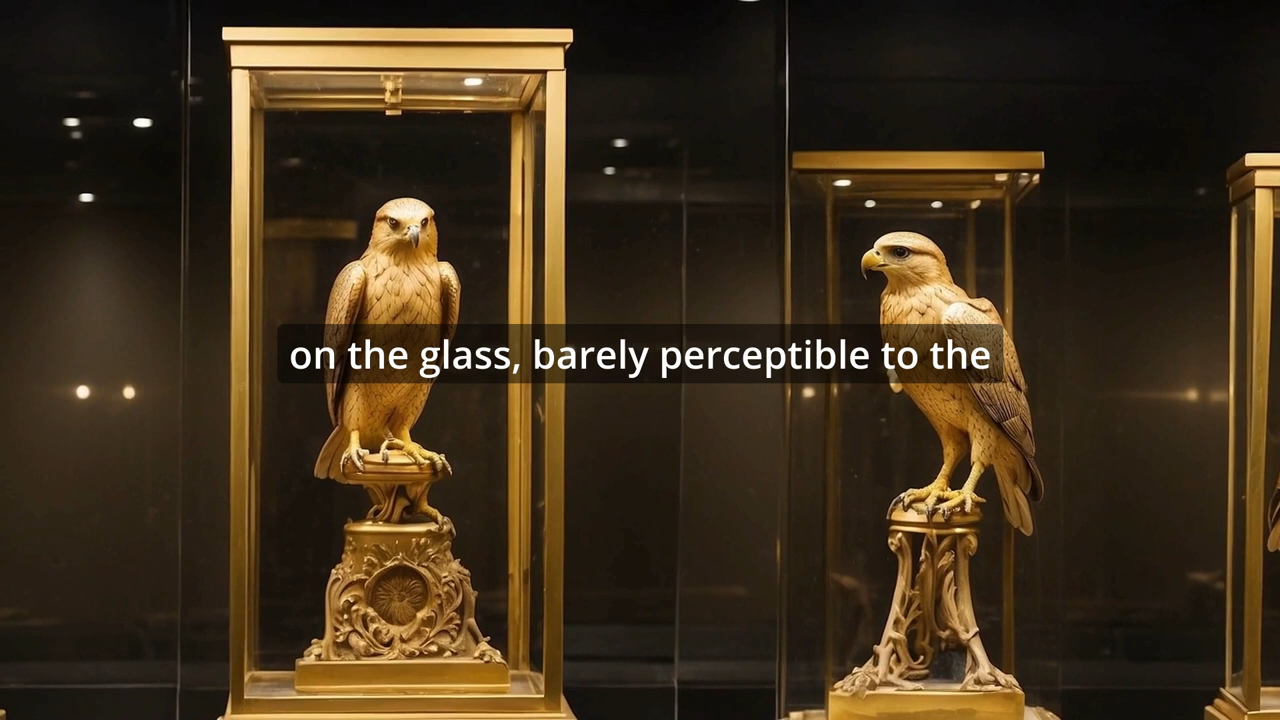 on the glass, barely perceptible to the